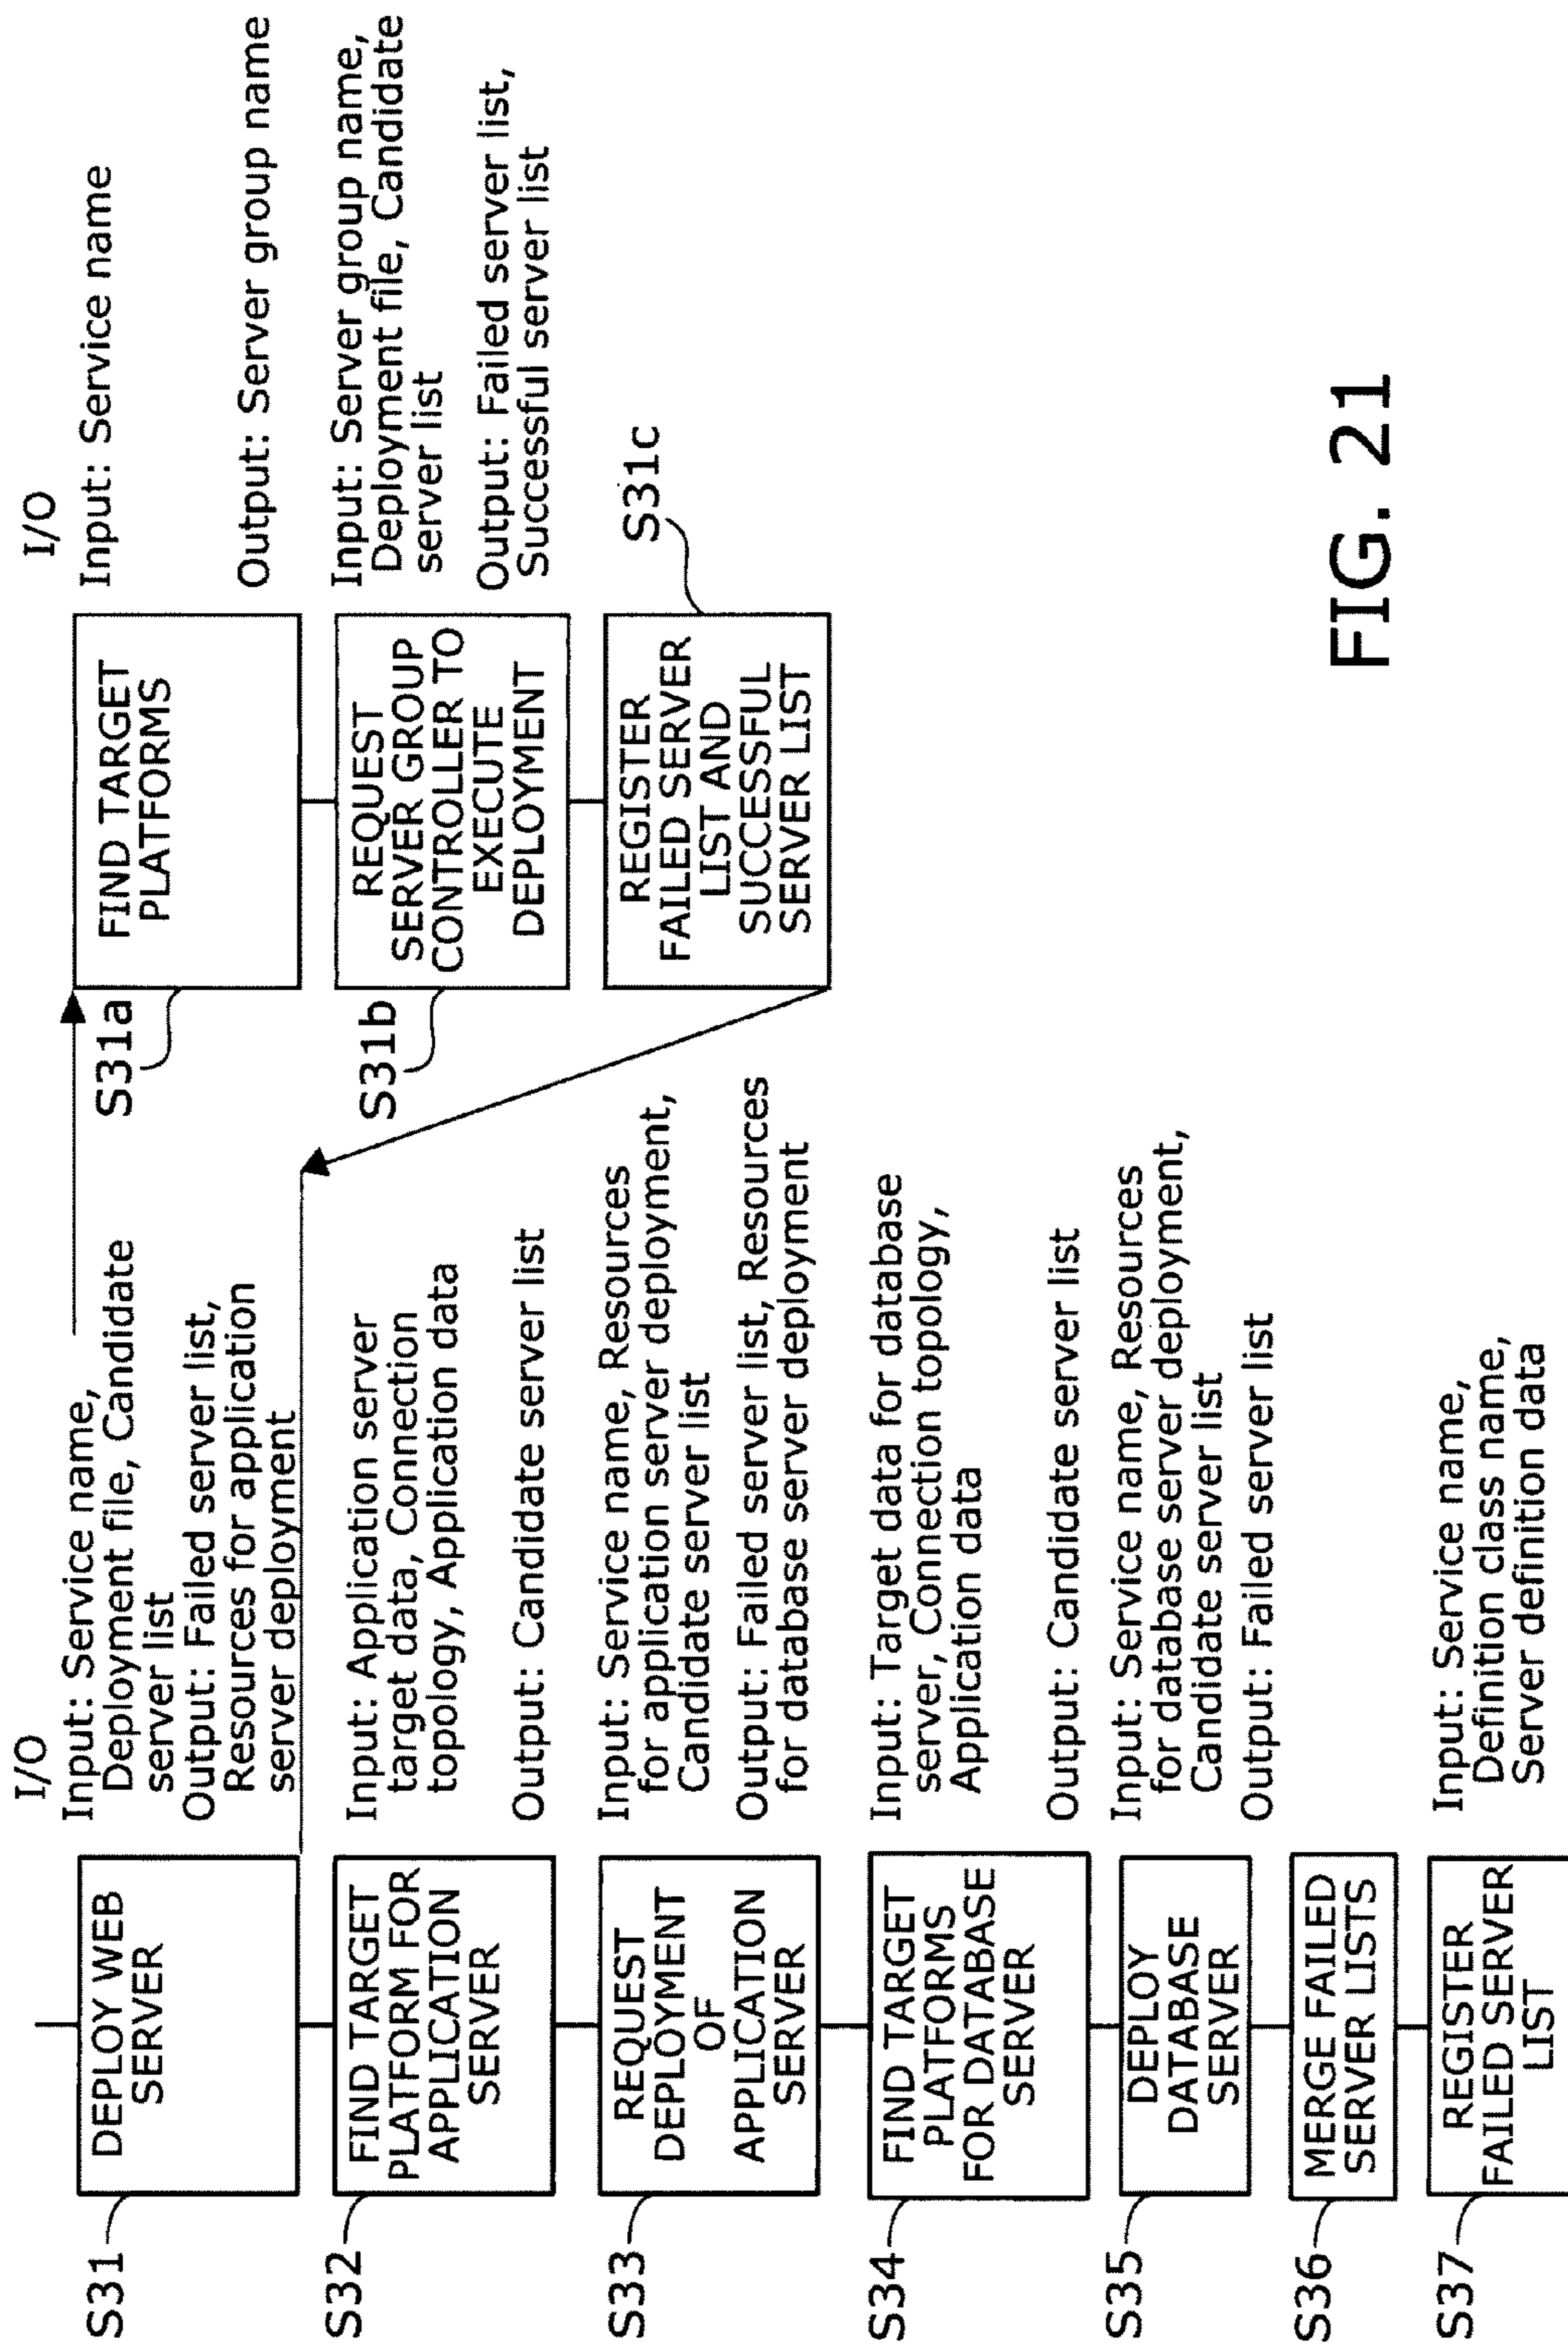 I/O
S31
DEPLOY WEB
SERVER
Input: Service name,
Deployment file, Candidate
server list
Output: Failed server list,
Resources for application
server deployment
S32
FIND TARGET
PLATFORM FOR
APPLICATION
SERVER
Input: Application server
target data, Connection
topology, Application data
Output: Candidate server list
S33
REQUEST
DEPLOYMENT
OF
APPLICATION
SERVER
Input: Service name, Resources
for application server deployment,
Candidate server list
Output: Failed server list, Resources
for database server deployment
S34
FIND TARGET
PLATFORMS
FOR DATABASE
SERVER
Input: Target data for database
server, Connection topology,
Application data
Output: Candidate server list
S35
DEPLOY
DATABASE
SERVER
Input: Service name, Resources
for database server deployment,
Candidate server list
Output: Failed server list
S36
MERGE FAILED
SERVER LISTS
S37
REGISTER
FAILED SERVER
LIST
Input: Service name,
Definition class name,
Server definition data
I/O
S31a
FIND TARGET
PLATFORMS
Input: Service name
Output: Server group name
S31b
REQUEST
SERVER GROUP
CONTROLLER TO
EXECUTE
DEPLOYMENT
Input: Server group name,
Deployment file, Candidate
server list
Output: Failed server list,
Successful server list
S31c
REGISTER
FAILED SERVER
LIST AND
SUCCESSFUL
SERVER LIST
FIG. 21